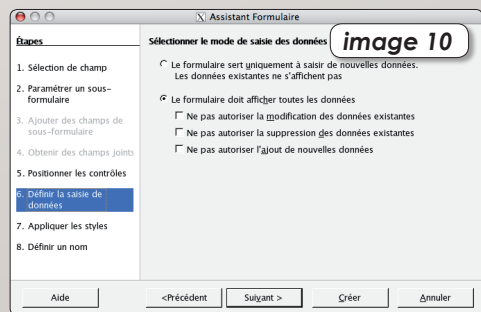 Assistant Formulaire
image 10
Étapes
1. Sélection de champ
2. Paramétrer un sous-
formulaire
3. Ajouter des champs de
sous-formulaire
4. Obtenir des champs joints
5. Positionner les contrôles
6. Définir la saisie de
données
7. Appliquer les styles
8. Définir un nom
Sélectionner le mode de saisie des données
Le formulaire sert uniquement à saisir de nouvelles données.
Les données existantes ne s'affichent pas
Le formulaire doit afficher toutes les données
Ne pas autoriser la modification des données existantes
Ne pas autoriser la suppression des données existantes
Ne pas autoriser l'ajout de nouvelles données
Aide
<Précédent
Suivant >
Créer
Annuler